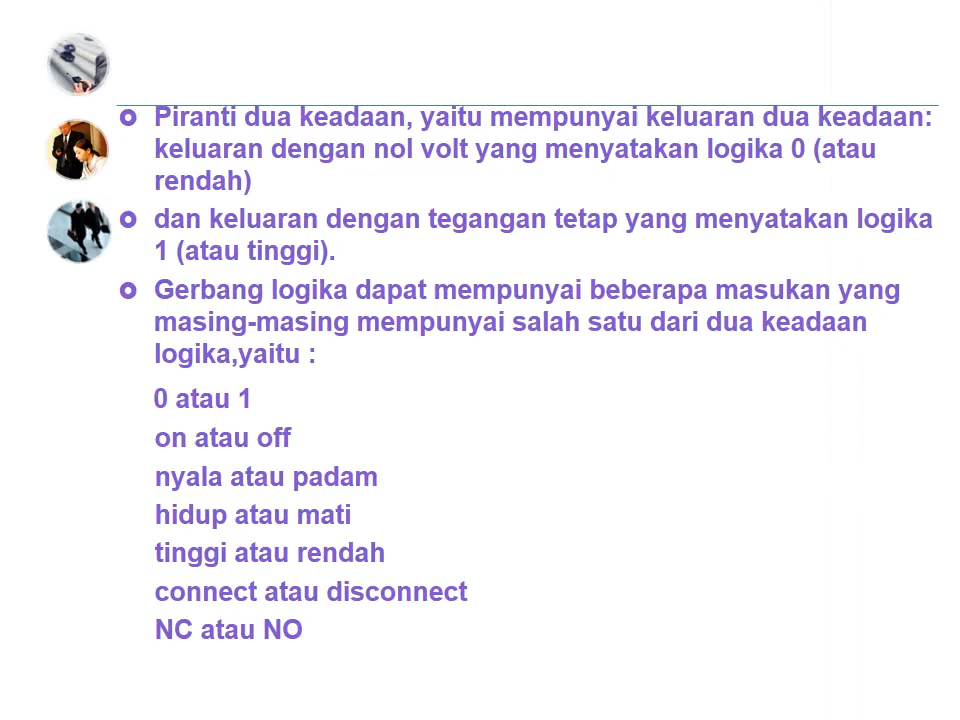 Piranti dua keadaan, yaitu mempunyai keluaran dua keadaan:
keluaran dengan nol volt yang menyatakan logika 0 (atau
rendah)
dan keluaran dengan tegangan tetap yang menyatakan logika
1 (atau tinggi).
Gerbang logika dapat mempunyai beberapa masukan yang
masing-masing mempunyai salah satu dari dua keadaan
logika,yaitu :
0 atau 1
on atau off
nyala atau padam
hidup atau mati
tinggi atau rendah
connect atau disconnect
NC atau NO